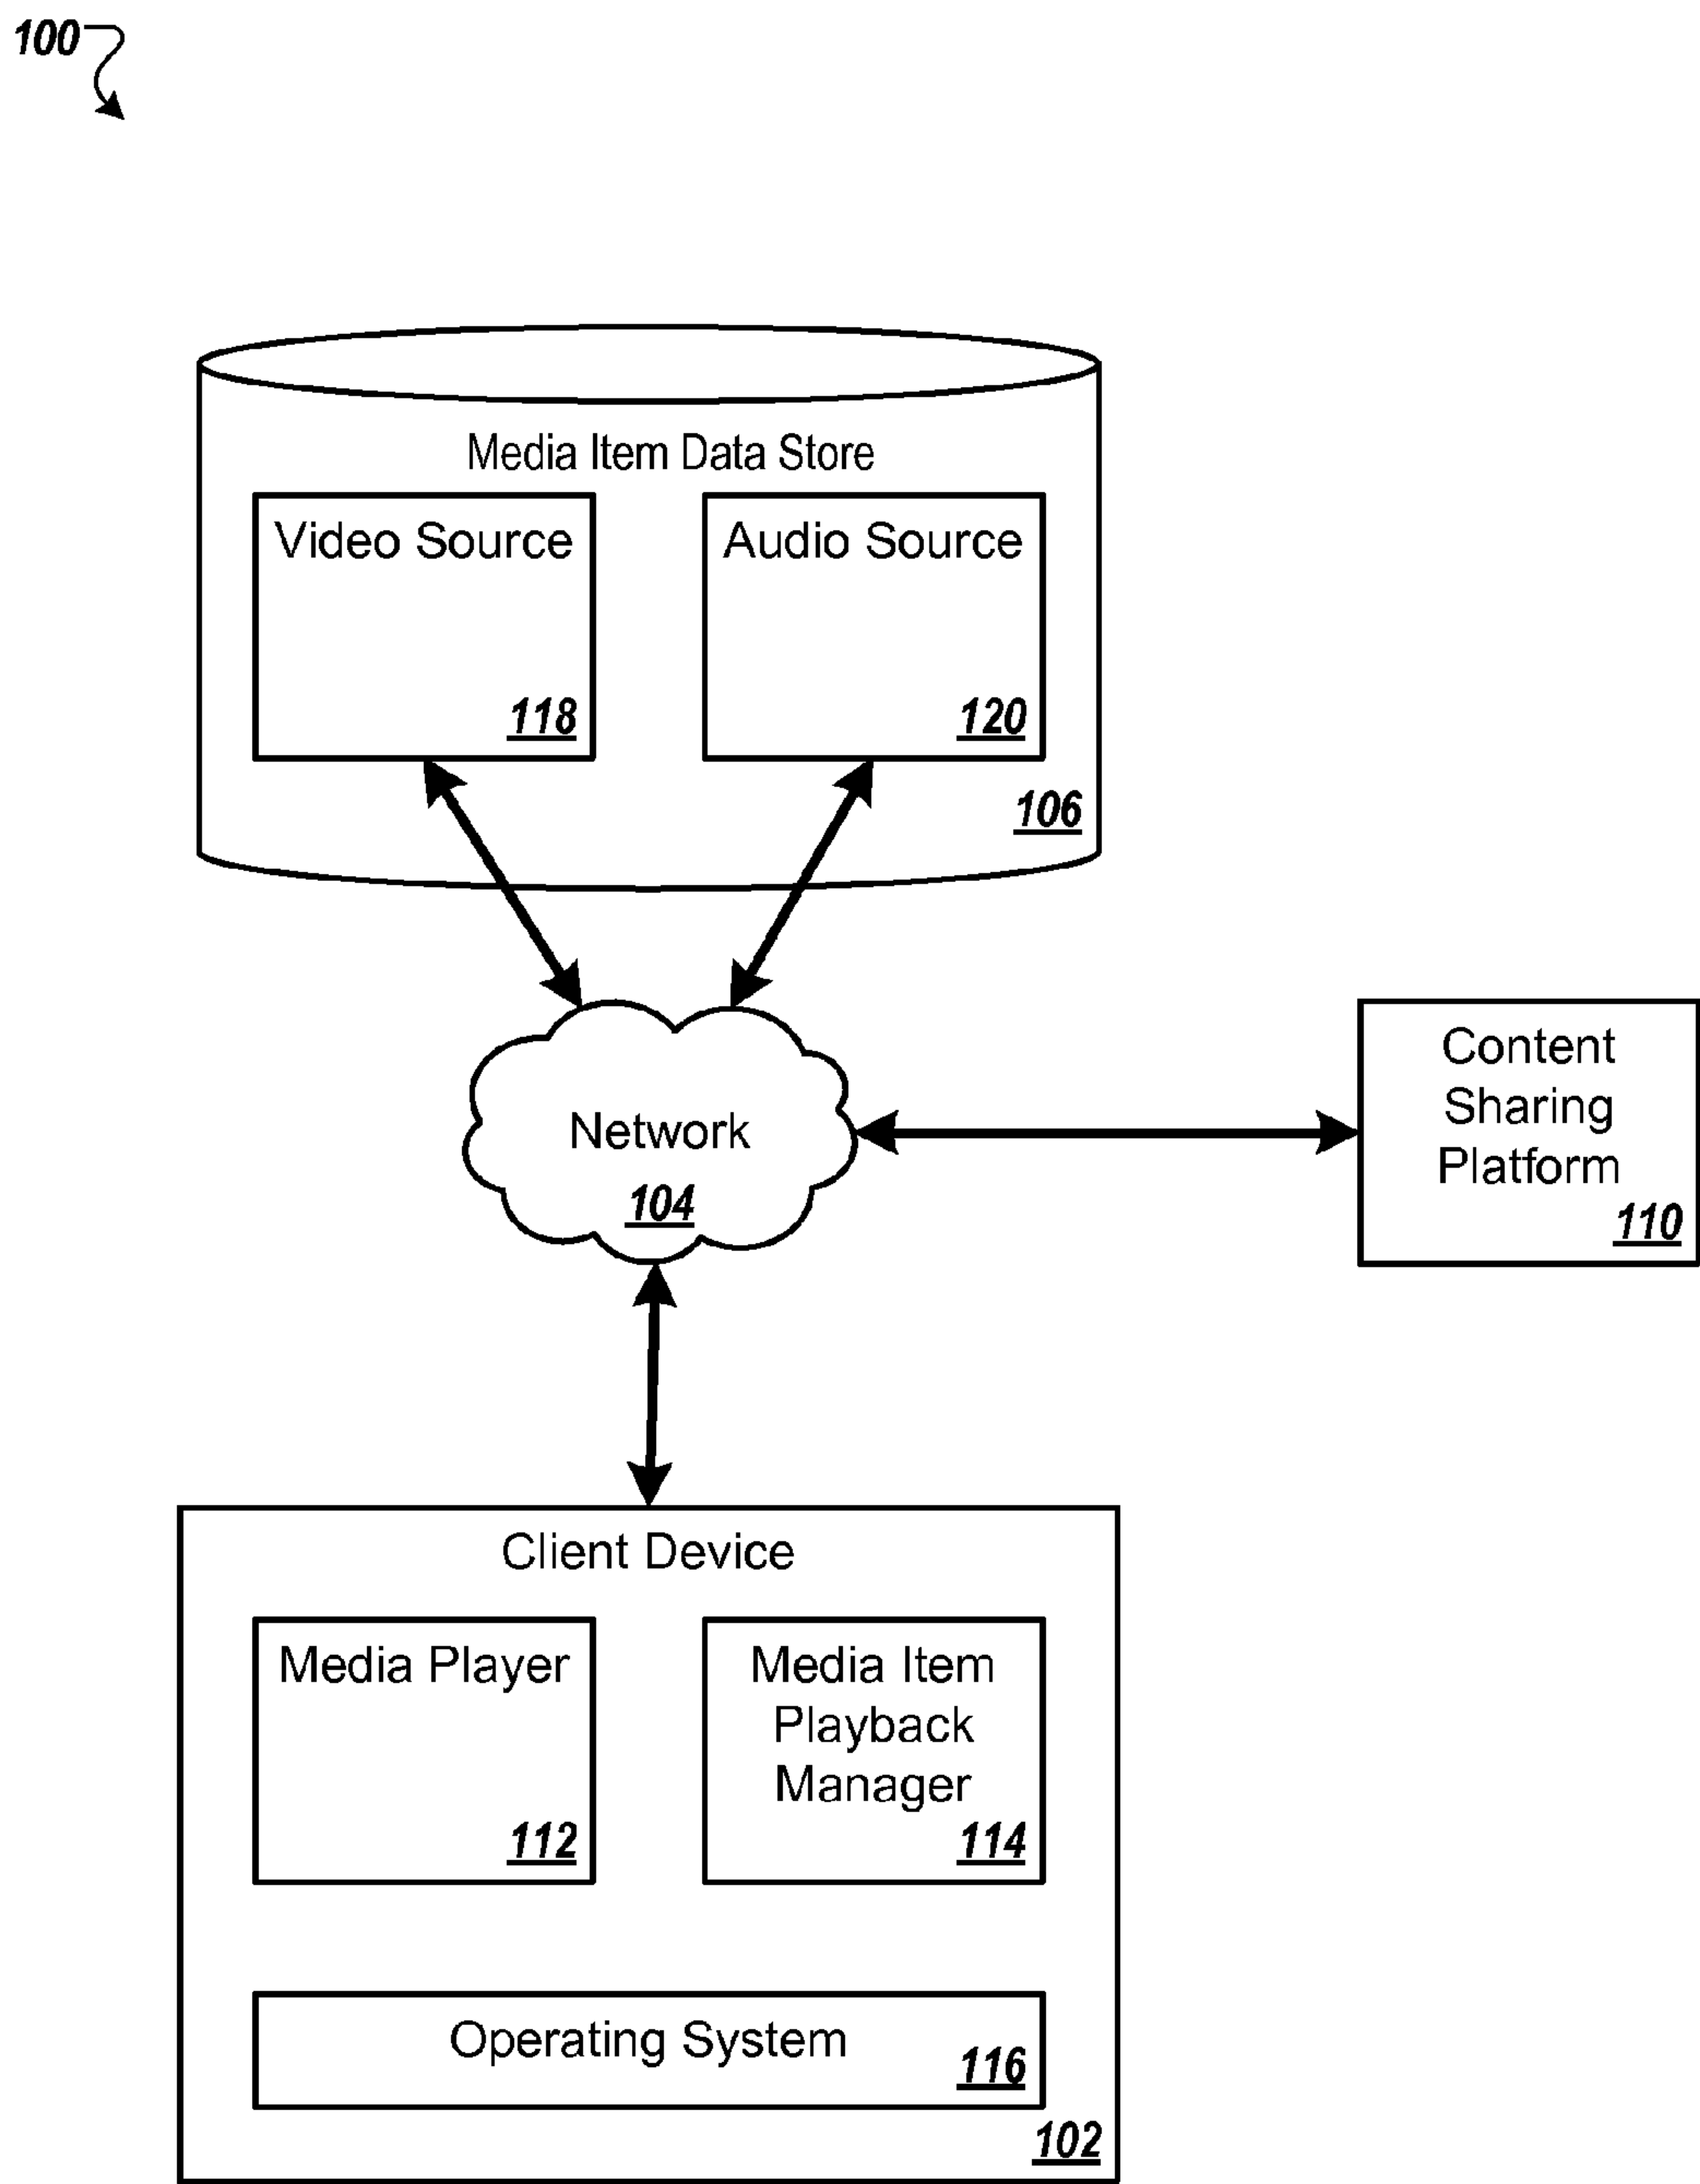 100
Media Item Data Store
Video Source
118
Audio Source
120
106
Network
104
Content
Sharing
Platform
110
Client Device
Media Player
112
Media Item
Playback
Manager
114
Operating System
116
102